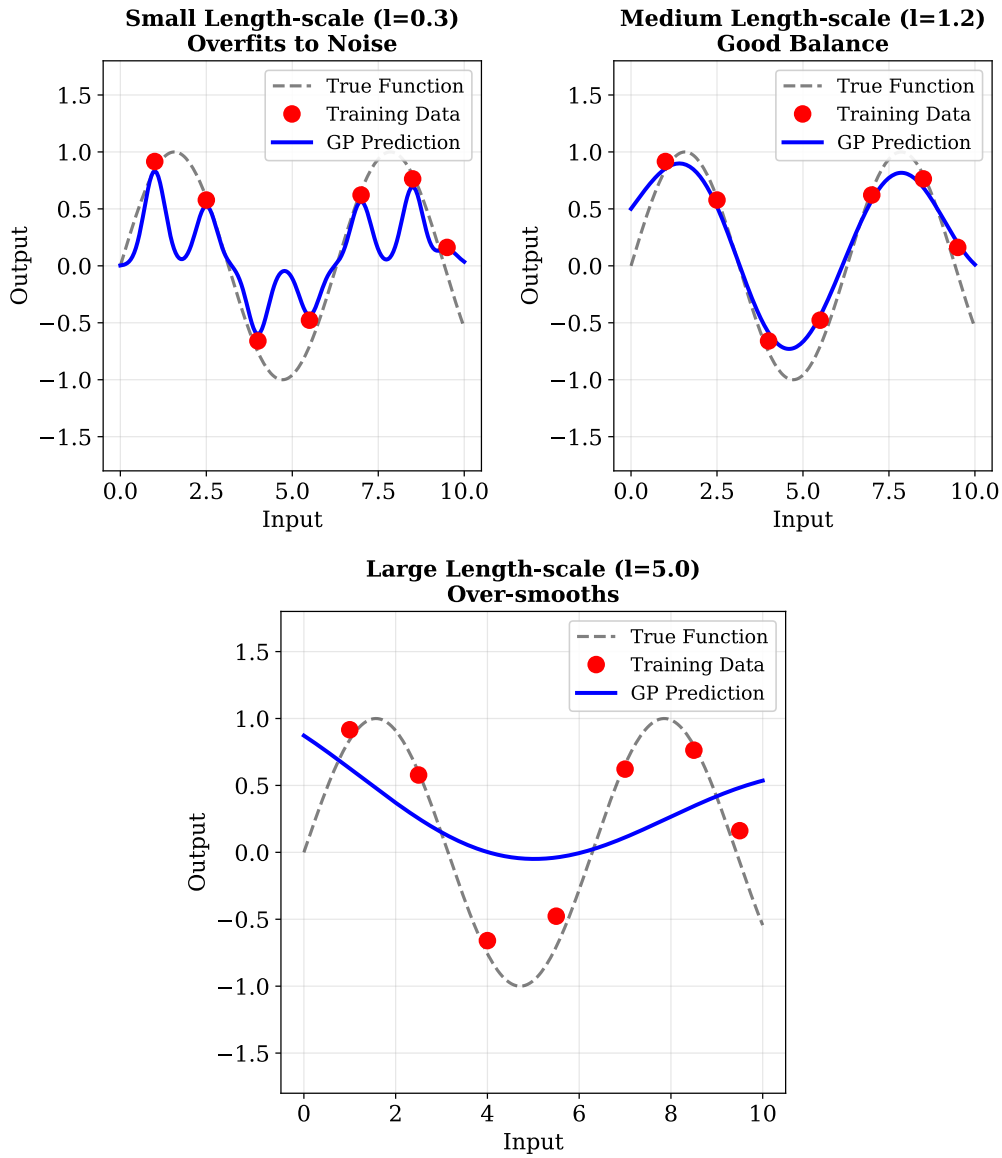 Small Length-scale (l=0.3)
Overfits to Noise
True Function
Training Data
GP Prediction
1.5
1.0
0.5
0.0
−0.5
−1.0
−1.5
Output
0.0 2.5 5.0 7.5 10.0
Input
Medium Length-scale (l=1.2)
Good Balance
True Function
Training Data
GP Prediction
1.5
1.0
0.5
0.0
−0.5
−1.0
−1.5
Output
0.0 2.5 5.0 7.5 10.0
Input
Large Length-scale (l=5.0)
Over-smooths
True Function
Training Data
GP Prediction
1.5
1.0
0.5
0.0
−0.5
−1.0
−1.5
Output
0 2 4 6 8 10
Input